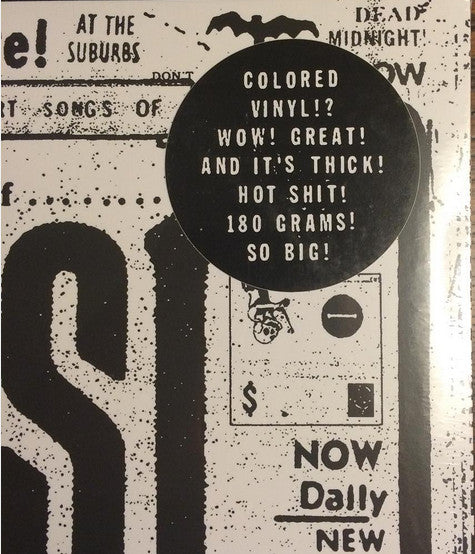 e!
AT THE
SUBURBS
DEAD
MIDNIGHT!
DON'T
OW
RT SONGS OF
COLORED
VINYL!?
WOW! GREAT!
AND IT'S THICK!
HOT SHIT!
180 GRAMS!
SO BIG!
f..........
SI
$
NOW
Daily
NEW